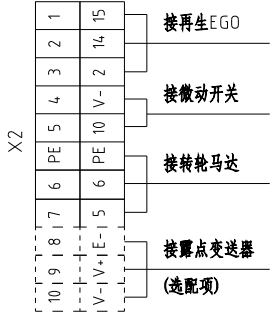 X2
1 15
2 14
3 2
4 V-
5 10
PE PE
6 6
7 5
8 E-
9 V+
10 V-
接再生EGO
接微动开关
接转轮马达
接露点变送器
(选配项)